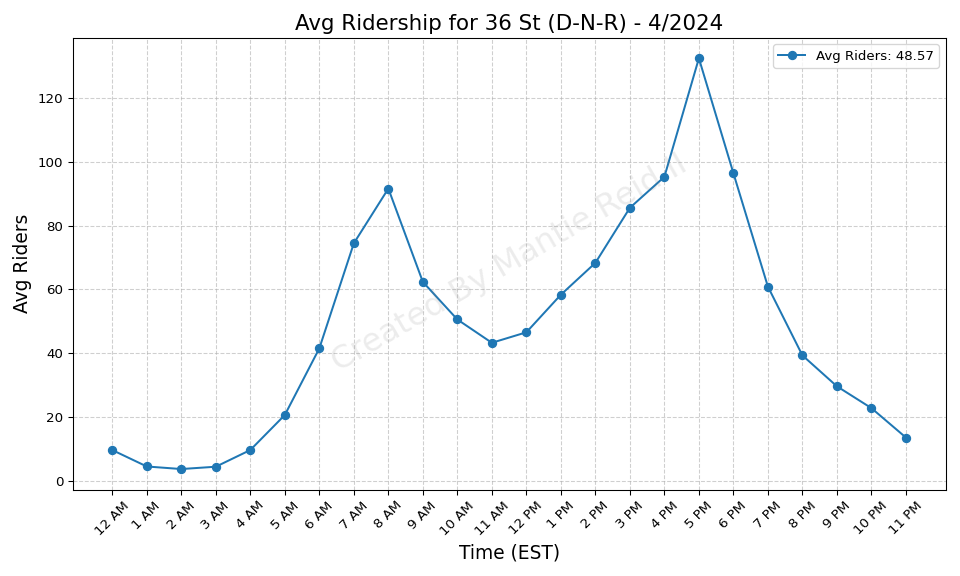 Avg Ridership for 36 St (D-N-R) - 4/2024
Avg Riders: 48.57
Avg Riders
120
100
80
60
40
20
0
Created By Mantie Reid II
12 AM
1 AM
2 AM
3 AM
4 AM
5 AM
6 AM
7 AM
8 AM
9 AM
10 AM
11 AM
12 PM
1 PM
2 PM
3 PM
4 PM
5 PM
6 PM
7 PM
8 PM
9 PM
10 PM
11 PM
Time (EST)